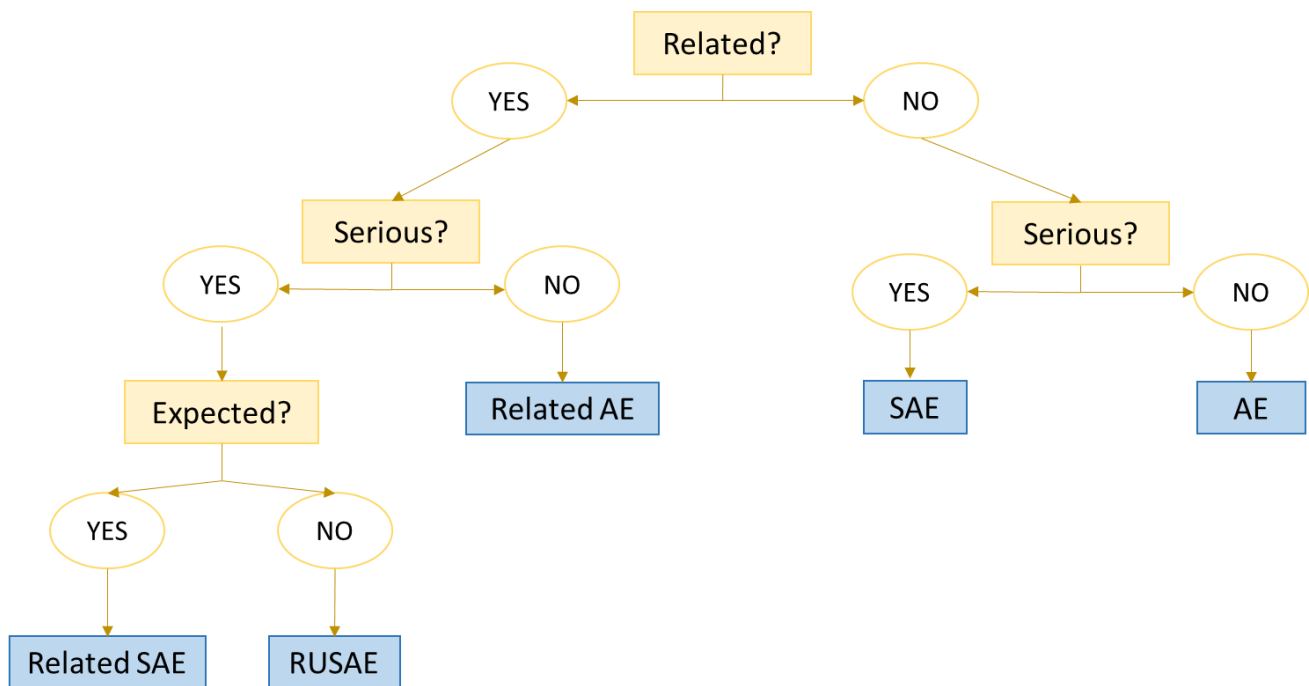 Related?
YES
NO
Serious?
Serious?
YES
NO
YES
NO
Expected?
Related AE
SAE
AE
YES
NO
Related SAE
RUSAE